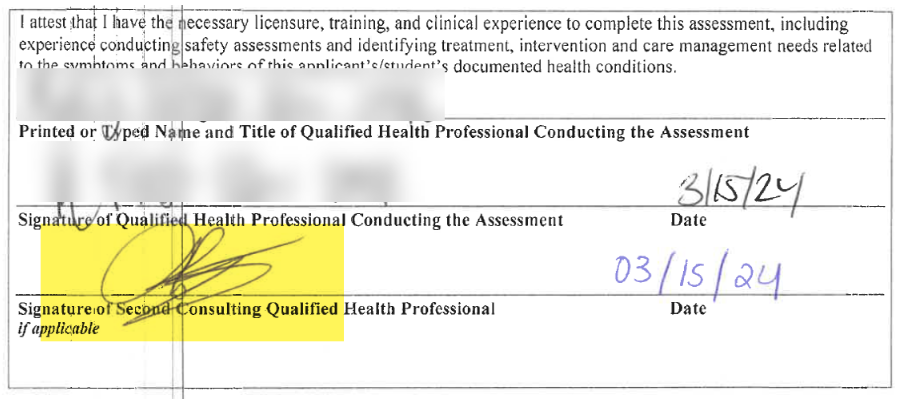 I attest that I have the necessary licensure, training, and clinical experience to complete this assessment, including
experience conducting safety assessments and identifying treatment, intervention and care management needs related
to the symptoms and behaviors of this applicant's/student's documented health conditions.
Printed or Typed Name and Title of Qualified Health Professional Conducting the Assessment
3/15/24
Signature of Qualified Health Professional Conducting the Assessment Date
03/15/24
Signature of Second Consulting Qualified Health Professional Date
if applicable